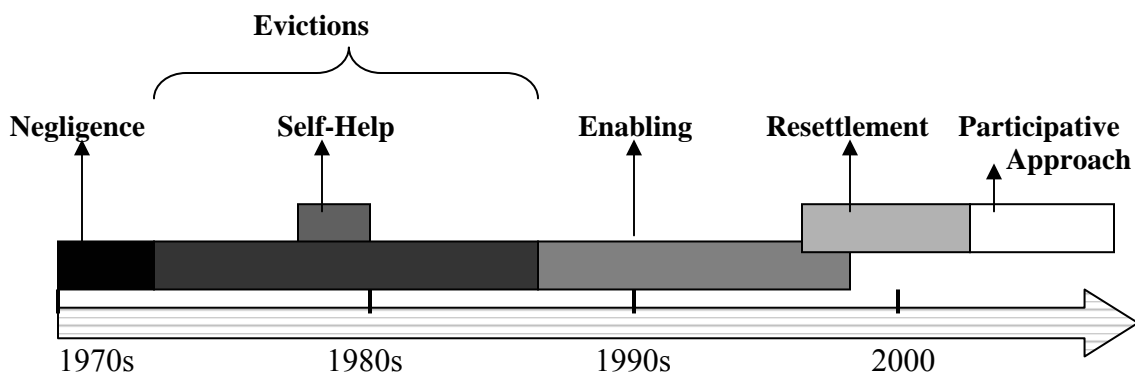 Evictions
Negligence Self-Help Enabling Resettlement Participative
Approach
1970s 1980s 1990s 2000